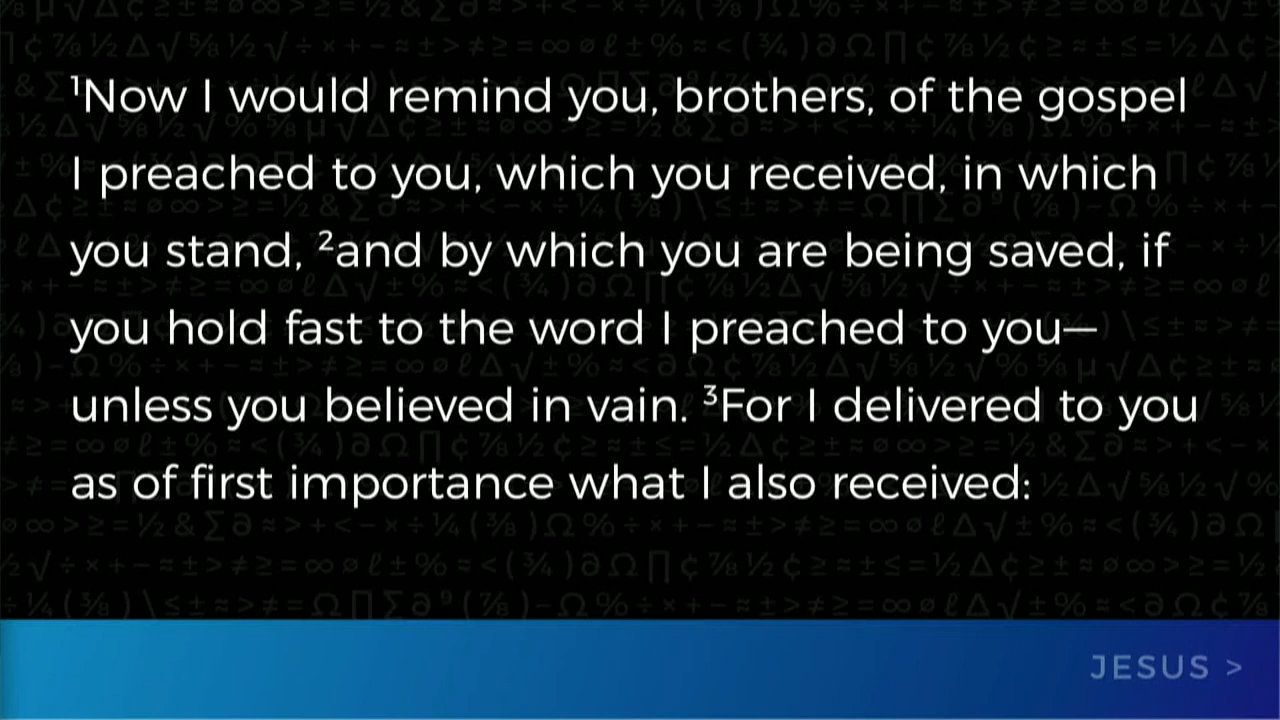 ¹Now I would remind you, brothers, of the gospel
I preached to you, which you received, in which
you stand, ²and by which you are being saved, if
you hold fast to the word I preached to you—
unless you believed in vain. ³For I delivered to you
as of first importance what I also received:
JESUS >